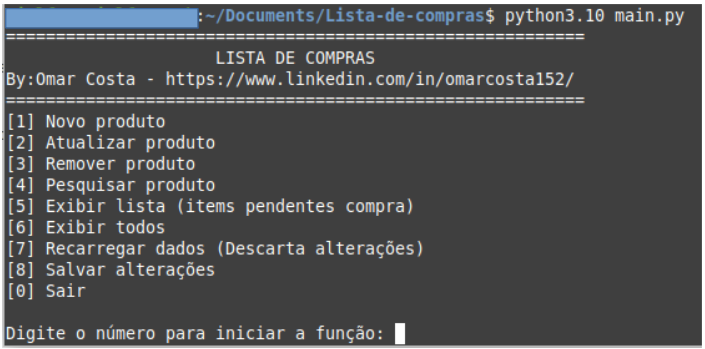 :~/Documents/Lista-de-compras$ python3.10 main.py
==========================================================
LISTA DE COMPRAS
By:Omar Costa - https://www.linkedin.com/in/omarcosta152/
==========================================================
[1] Novo produto
[2] Atualizar produto
[3] Remover produto
[4] Pesquisar produto
[5] Exibir lista (items pendentes compra)
[6] Exibir todos
[7] Recarregar dados (Descarta alterações)
[8] Salvar alterações
[0] Sair
Digite o número para iniciar a função: